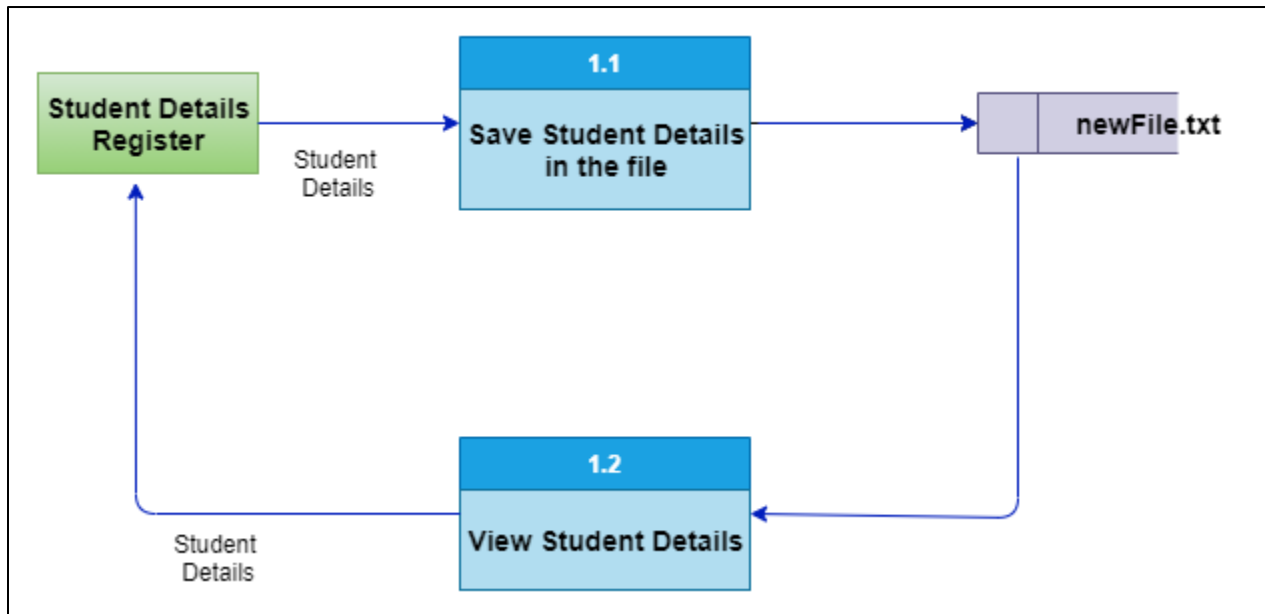 1.1
Student Details
Register
Save Student Details
in the file
newFile.txt
Student
Details
1.2
View Student Details
Student
Details